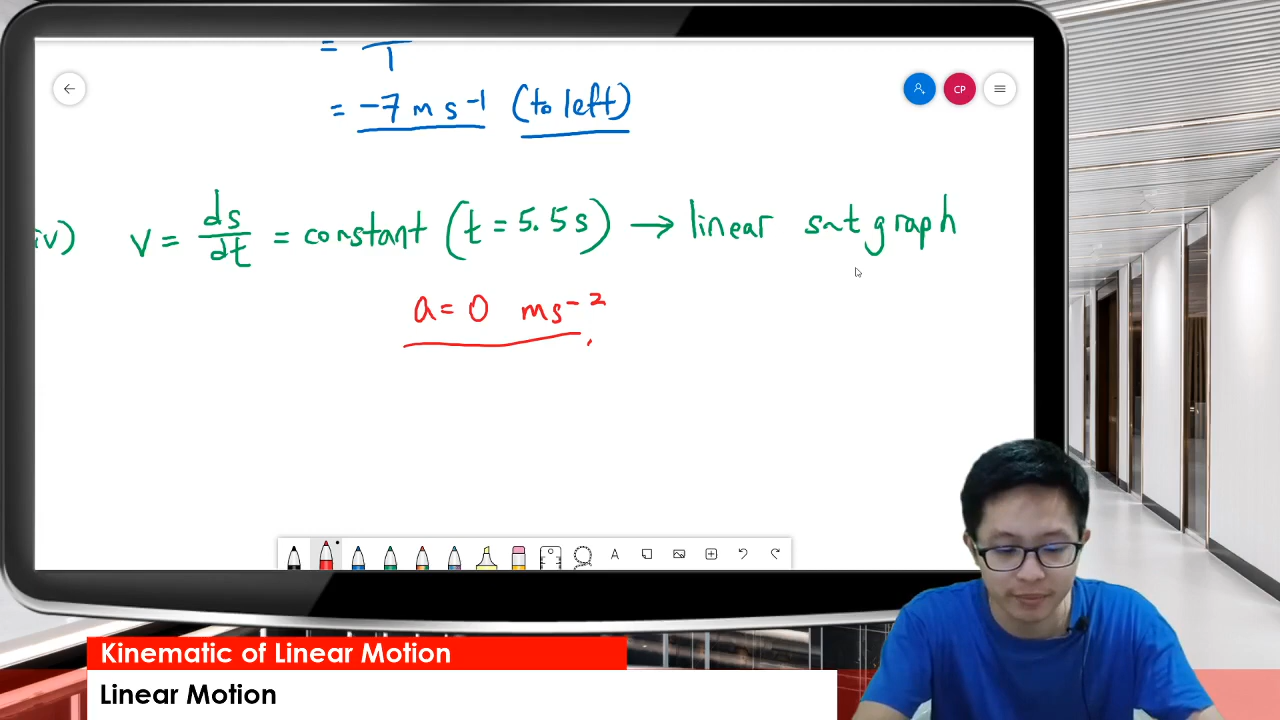 = —
1
= -7 m s⁻¹ (to left)
iv) v = ds/dt = constant (t = 5.5 s) → linear s∧t graph
a = 0 ms⁻²
CP
A
Kinematic of Linear Motion
Linear Motion